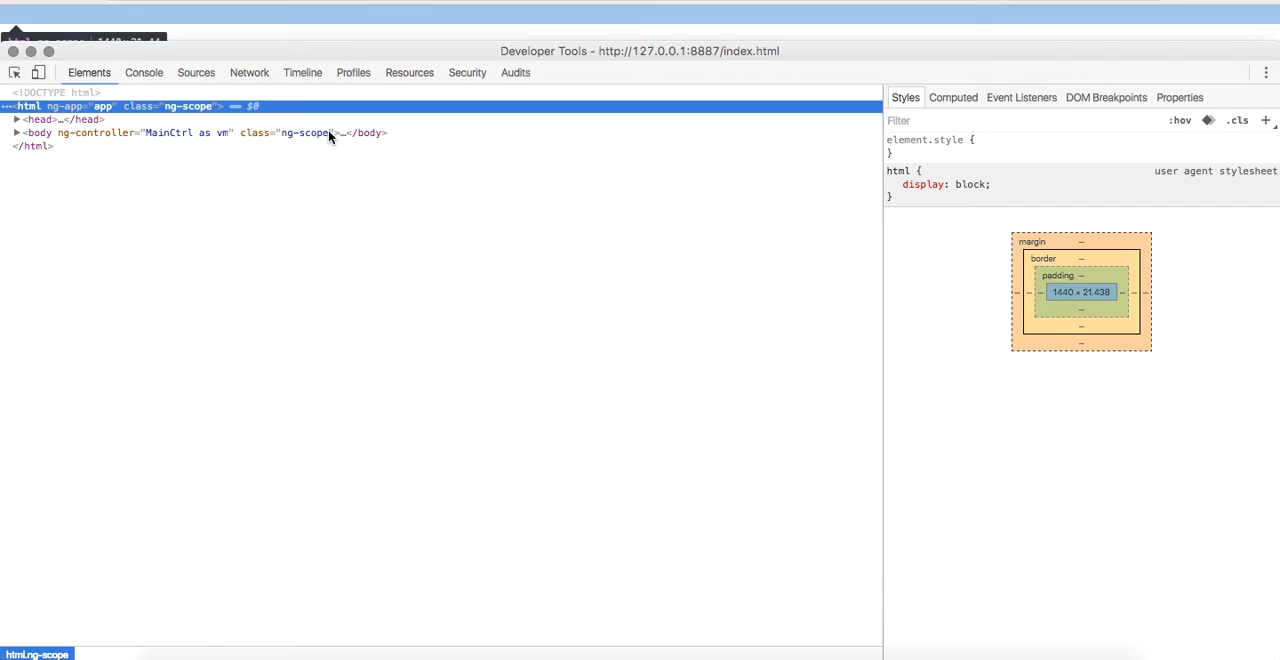 Developer Tools - http://127.0.0.1:8887/index.html
Elements Console Sources Network Timeline Profiles Resources Security Audits
<!DOCTYPE html>
…<html ng-app="app" class="ng-scope"> == $0
<head>…</head>
<body ng-controller="MainCtrl as vm" class="ng-scope">…</body>
</html>
Styles Computed Event Listeners DOM Breakpoints Properties
Filter :hov .cls +
element.style {
}
html { user agent stylesheet
display: block;
}
margin –
border –
padding –
– – – 1440 × 21.438 – – –
–
–
–
html.ng-scope